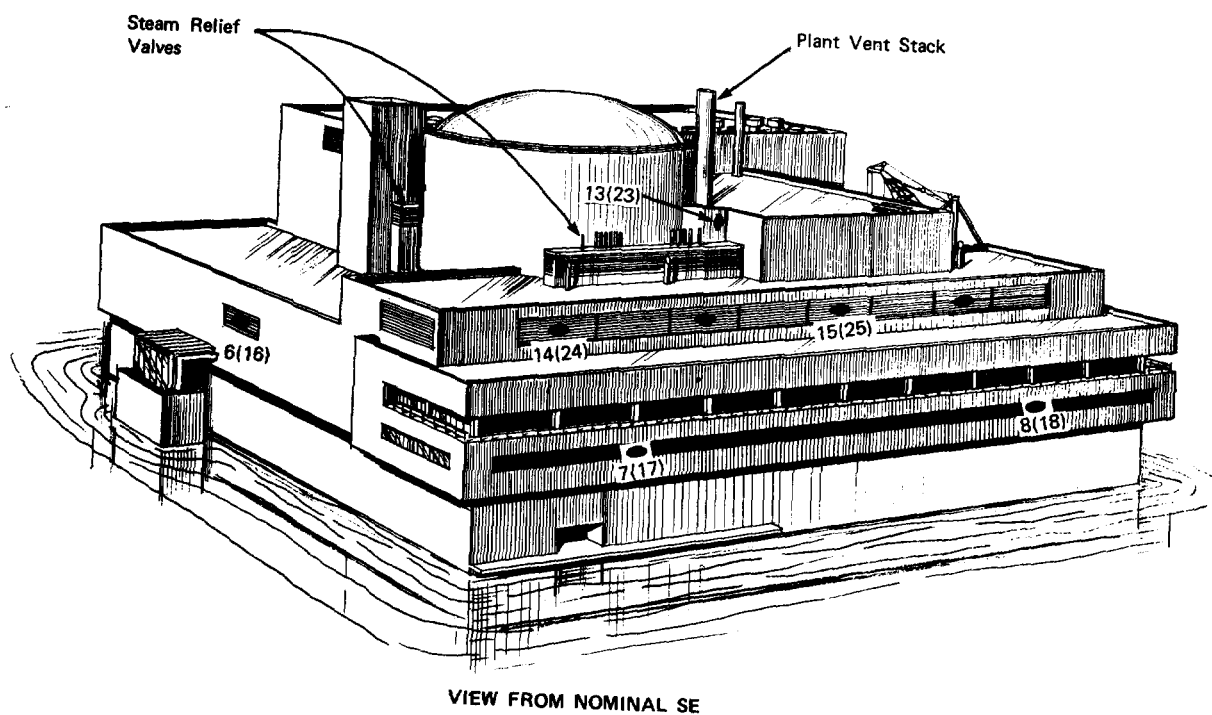 Steam Relief
Valves
Plant Vent Stack
13(23)
6(16)
14(24)
15(25)
8(18)
7(17)
VIEW FROM NOMINAL SE